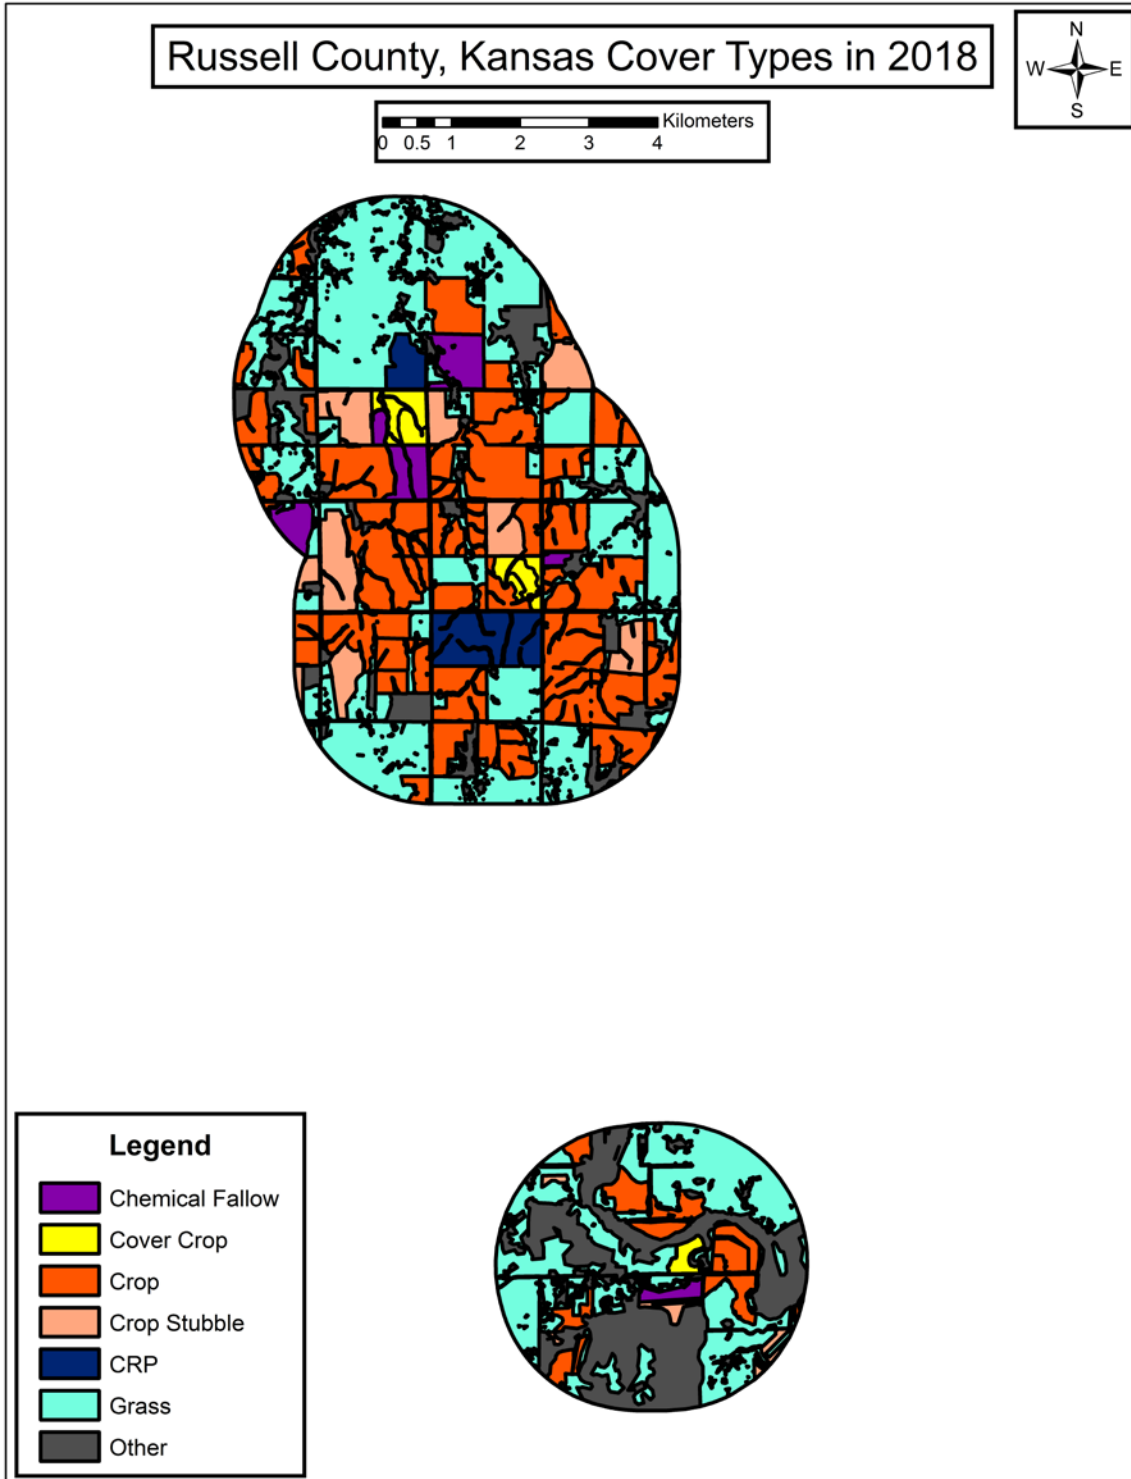 Russell County, Kansas Cover Types in 2018
N
W E
S
Kilometers
0 0.5 1 2 3 4
Legend
Chemical Fallow
Cover Crop
Crop
Crop Stubble
CRP
Grass
Other